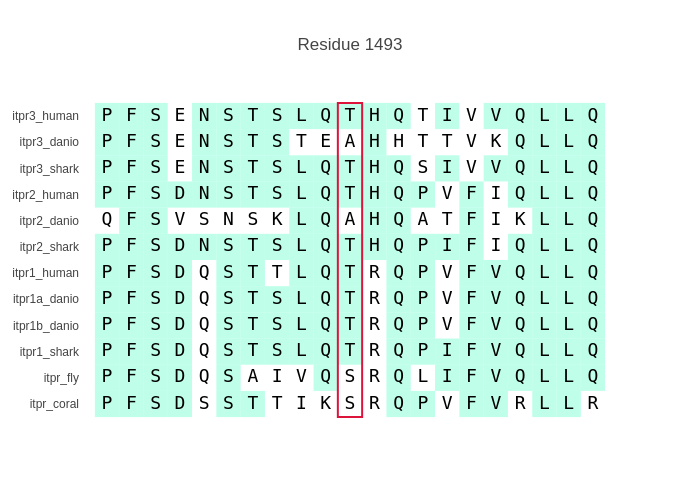 Residue 1493
itpr3_human P F S E N S T S L Q T H Q T I V V Q L L Q
itpr3_danio P F S E N S T S T E A H H T T V K Q L L Q
itpr3_shark P F S E N S T S L Q T H Q S I V V Q L L Q
itpr2_human P F S D N S T S L Q T H Q P V F I Q L L Q
itpr2_danio Q F S V S N S K L Q A H Q A T F I K L L Q
itpr2_shark P F S D N S T S L Q T H Q P I F I Q L L Q
itpr1_human P F S D Q S T T L Q T R Q P V F V Q L L Q
itpr1a_danio P F S D Q S T S L Q T R Q P V F V Q L L Q
itpr1b_danio P F S D Q S T S L Q T R Q P V F V Q L L Q
itpr1_shark P F S D Q S T S L Q T R Q P I F V Q L L Q
itpr_fly P F S D Q S A I V Q S R Q L I F V Q L L Q
itpr_coral P F S D S S T T I K S R Q P V F V R L L R